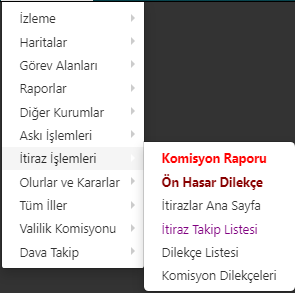 İzleme
Haritalar
Görev Alanları
Raporlar
Diğer Kurumlar
Askı İşlemleri
İtiraz İşlemleri
Olurlar ve Kararlar
Tüm İller
Valilik Komisyonu
Dava Takip
Komisyon Raporu
Ön Hasar Dilekçe
İtirazlar Ana Sayfa
İtiraz Takip Listesi
Dilekçe Listesi
Komisyon Dilekçeleri